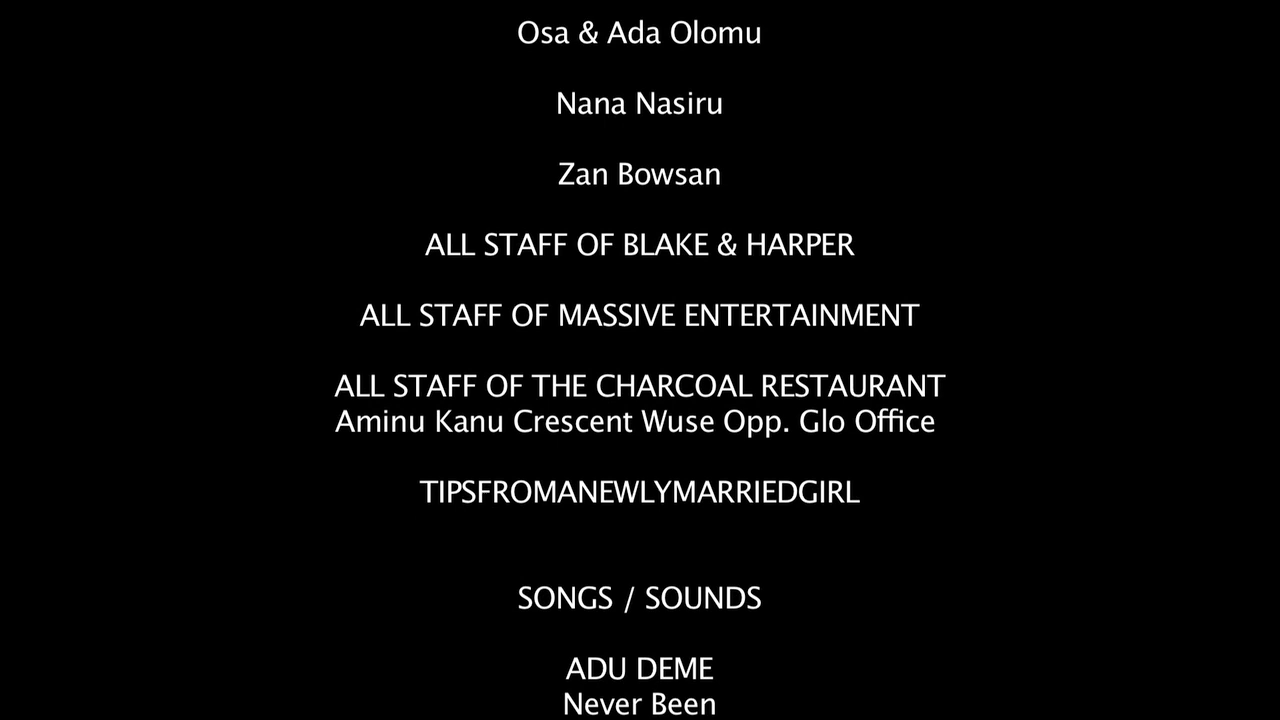 Osa & Ada Olomu
Nana Nasiru
Zan Bowsan
ALL STAFF OF BLAKE & HARPER
ALL STAFF OF MASSIVE ENTERTAINMENT
ALL STAFF OF THE CHARCOAL RESTAURANT
Aminu Kanu Crescent Wuse Opp. Glo Office
TIPSFROMANEWLYMARRIEDGIRL
SONGS / SOUNDS
ADU DEME
Never Been